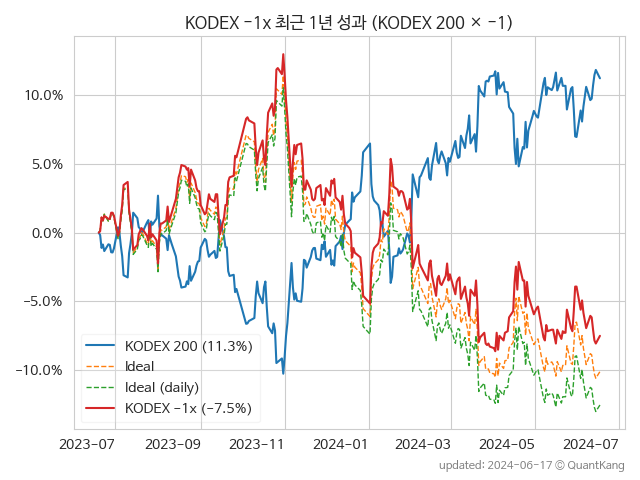 KODEX −1x 최근 1년 성과 (KODEX 200 × −1)
10.0%
5.0%
0.0%
−5.0%
−10.0%
KODEX 200 (11.3%)
Ideal
Ideal (daily)
KODEX −1x (−7.5%)
2023-07
2023-09
2023-11
2024-01
2024-03
2024-05
2024-07
updated: 2024-06-17 © QuantKang